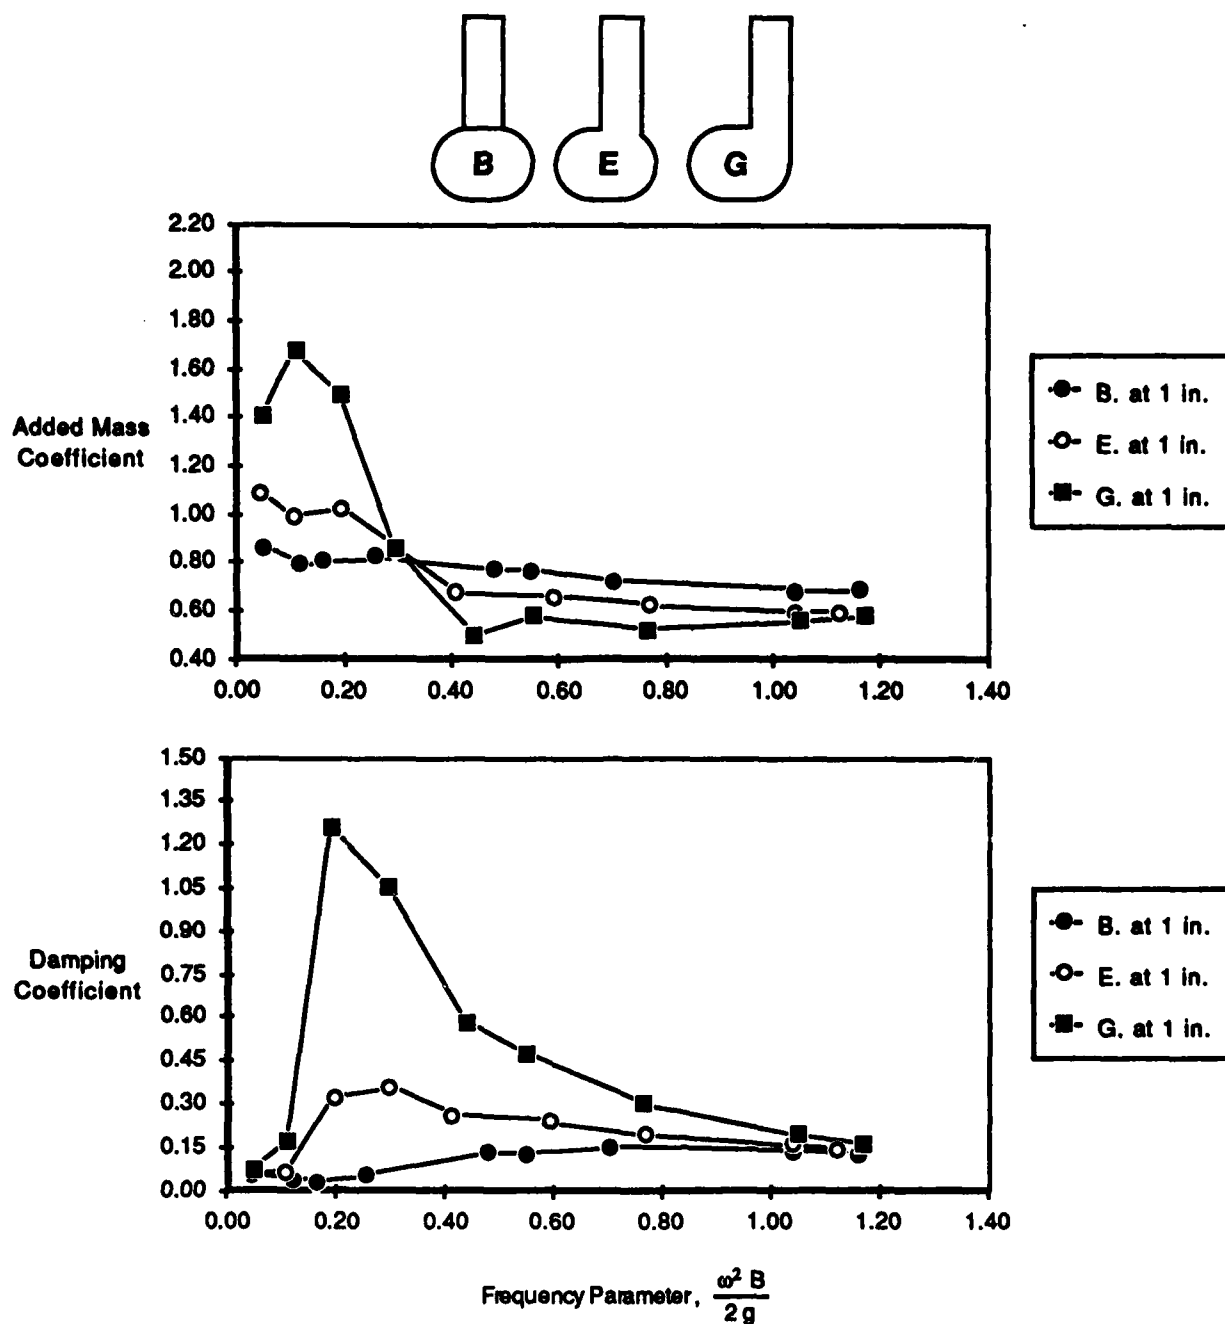 B E G
2.20
2.00
1.80
1.60
1.40
1.20
1.00
0.80
0.60
0.40
Added Mass
Coefficient
0.00 0.20 0.40 0.60 0.80 1.00 1.20 1.40
B. at 1 in.
E. at 1 in.
G. at 1 in.
1.50
1.35
1.20
1.05
0.90
0.75
0.60
0.45
0.30
0.15
0.00
Damping
Coefficient
0.00 0.20 0.40 0.60 0.80 1.00 1.20 1.40
B. at 1 in.
E. at 1 in.
G. at 1 in.
Frequency Parameter, ω² B
2 g